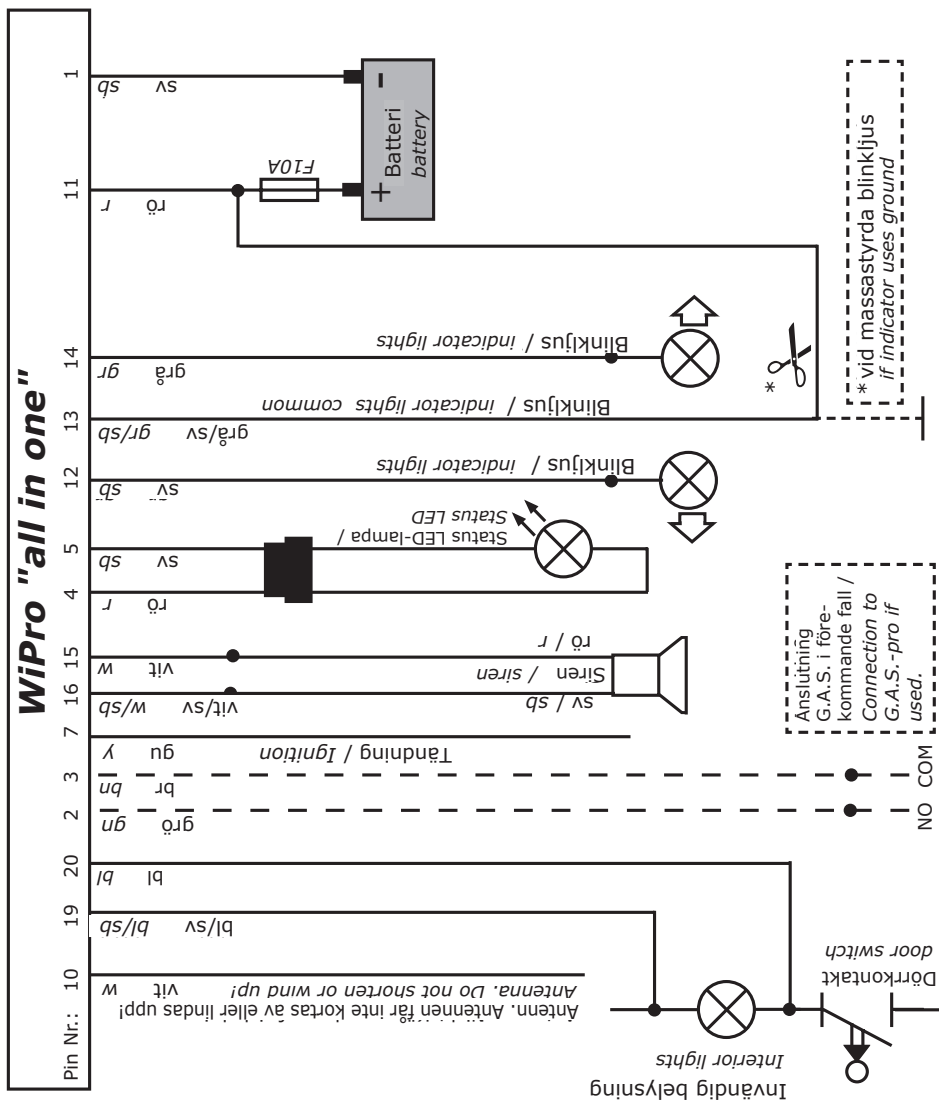 WiPro "all in one"
Pin Nr.:
1
sb sv
11
r rö
F10A
- +
Batteri
battery
14
gr grå
Blinkljus / indicator lights
13
gr/sb sv/grå
Blinkljus / indicator lights common
*
* vid massastyrda blinkljus
if indicator uses ground
12
sb sv
Blinkljus / indicator lights
5
sb sv
4
r rö
Status LED-lampa /
Status LED
15
w vit
rö / r
Siren / siren
16
w/sb vit/sv
sv / sb
7
y gu
Tändning / Ignition
3
bn br
COM
2
gn grö
NO
Anslutning
G.A.S. i före-
kommande fall /
Connection to
G.A.S.-pro if
used.
20
bl bl
19
bl/sb bl/sv
10
w vit
Antenn. Antennen får inte kortas av eller lindas upp!
Antenna. Do not shorten or wind up!
Dörrkontakt
door switch
Invändig belysning
Interior lights